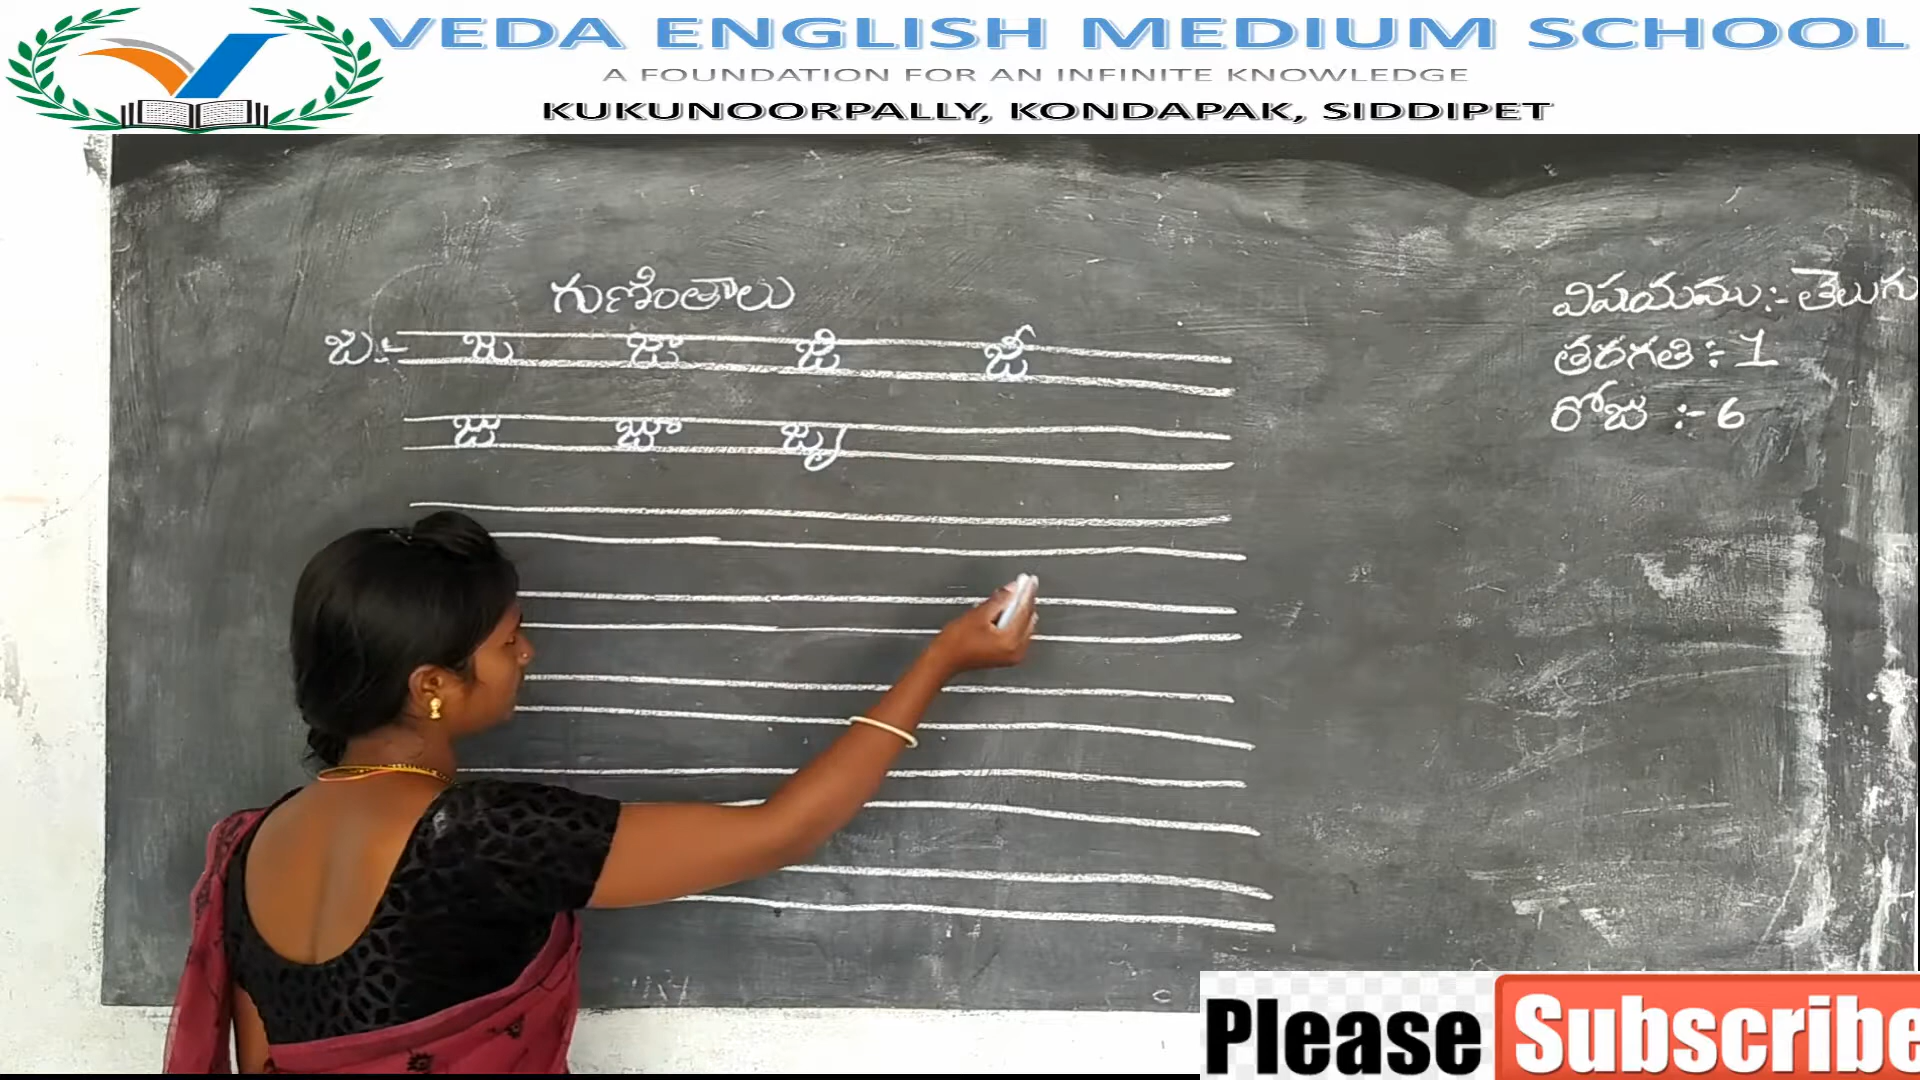 VEDA ENGLISH MEDIUM SCHOOL
A FOUNDATION FOR AN INFINITE KNOWLEDGE
KUKUNOORPALLY, KONDAPAK, SIDDIPET
గుణింతాలు
జ :- జ జా జి జీ
జు జూ జృ
విషయము :- తెలుగు
తరగతి :- 1
రోజు :- 6
Please Subscribe